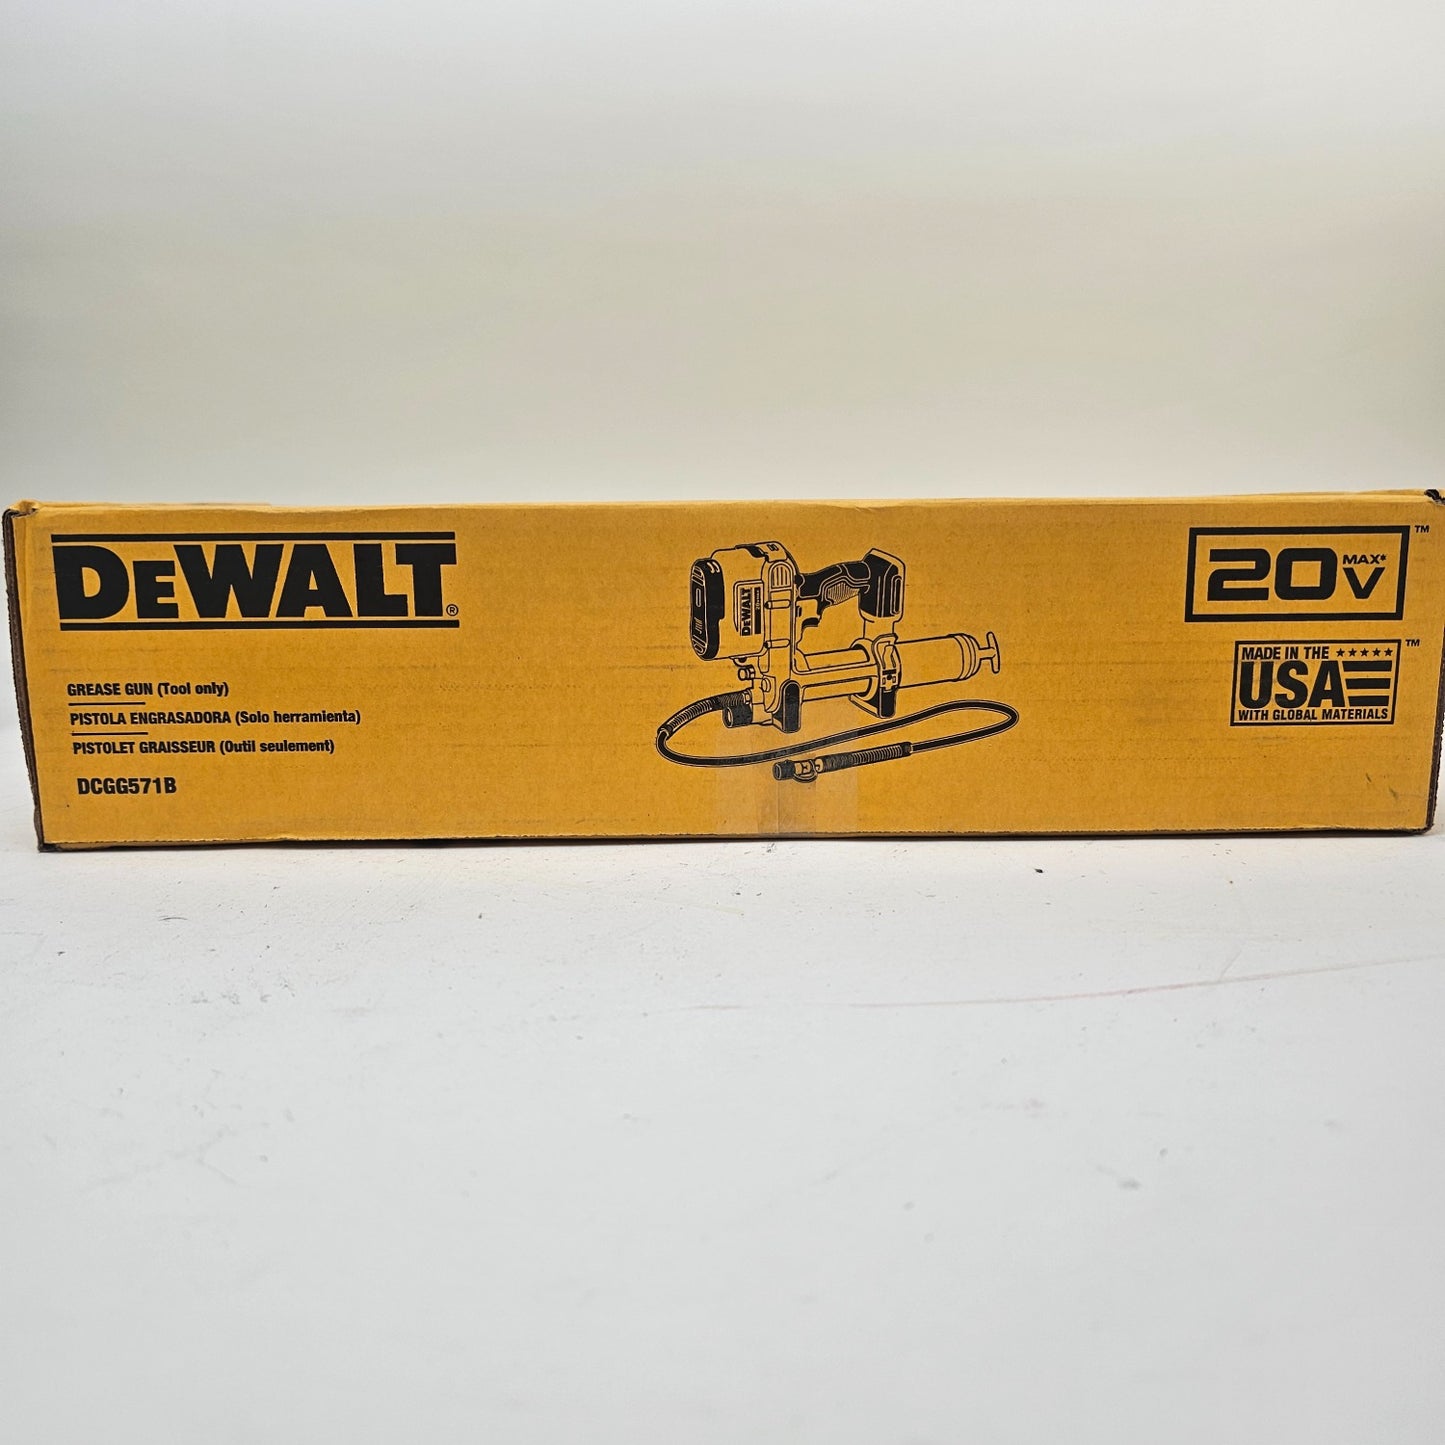 DEWALT®
GREASE GUN (Tool only)
PISTOLA ENGRASADORA (Solo herramienta)
PISTOLET GRAISSEUR (Outil seulement)
DCGG571B
DEWALT
20V MAX* ™
MADE IN THE ★★★★★ ™
USA
WITH GLOBAL MATERIALS